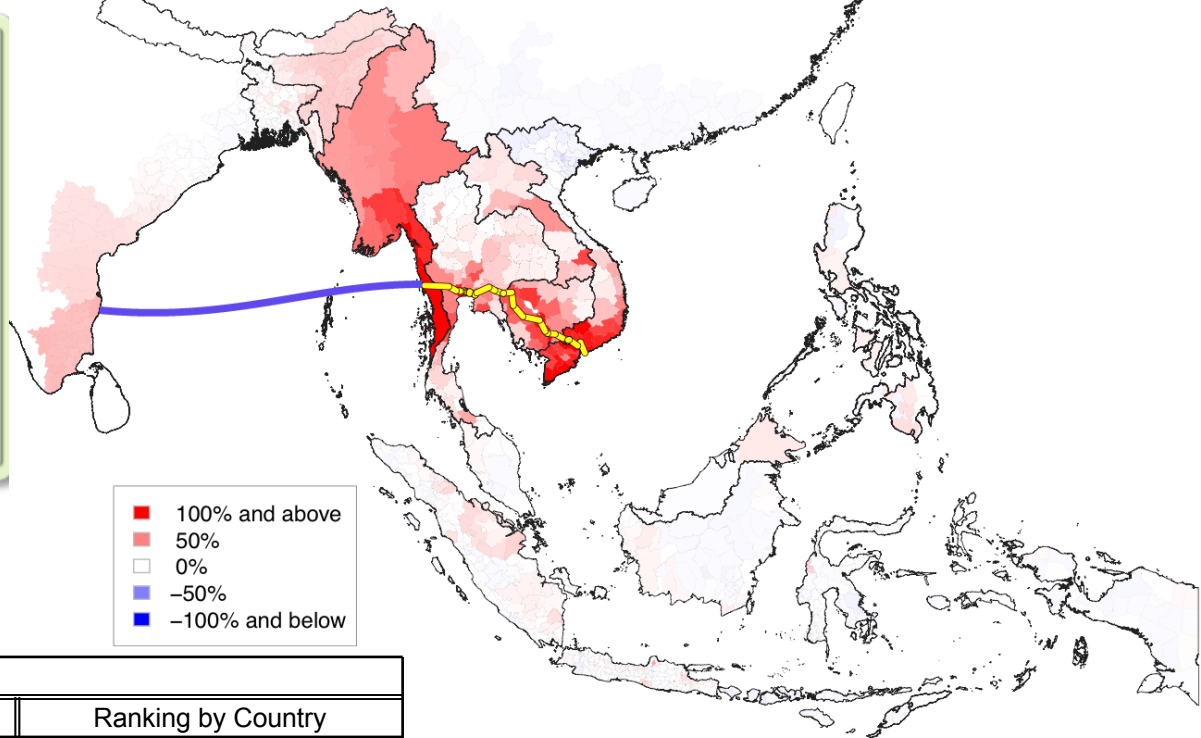 100% and above
50%
0%
−50%
−100% and below
Ranking by Country